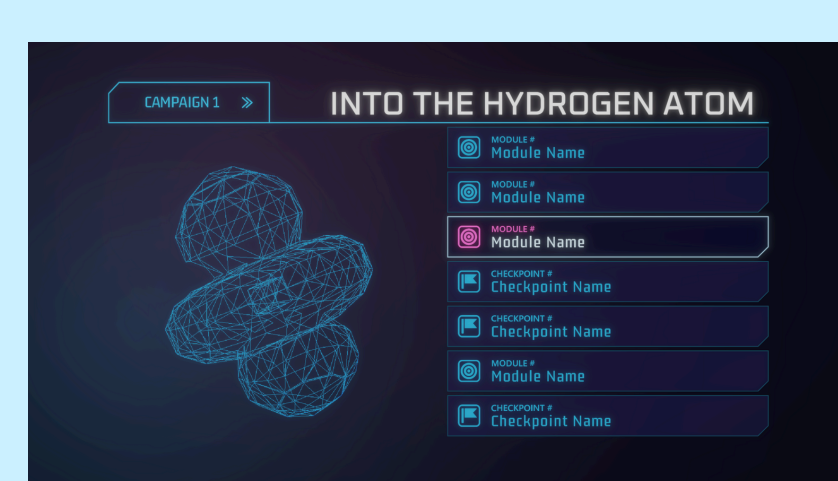 CAMPAIGN 1
INTO THE HYDROGEN ATOM
MODULE #
Module Name
MODULE #
Module Name
MODULE #
Module Name
CHECKPOINT #
Checkpoint Name
CHECKPOINT #
Checkpoint Name
MODULE #
Module Name
CHECKPOINT #
Checkpoint Name